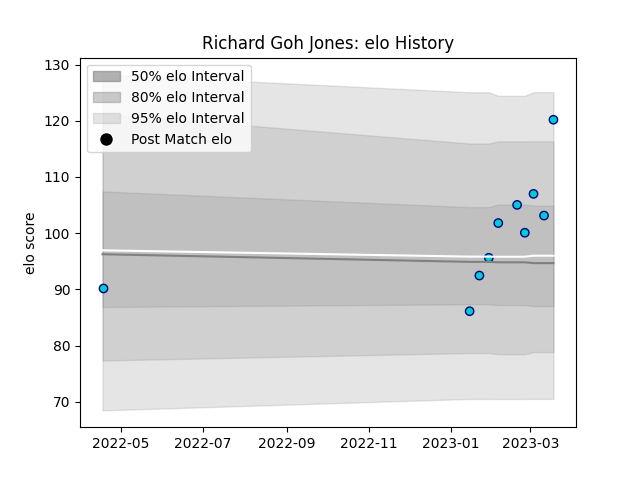 Richard Goh Jones: elo History
50% elo Interval
80% elo Interval
95% elo Interval
Post Match elo
elo score
130
120
110
100
90
80
70
2022-05 2022-07 2022-09 2022-11 2023-01 2023-03